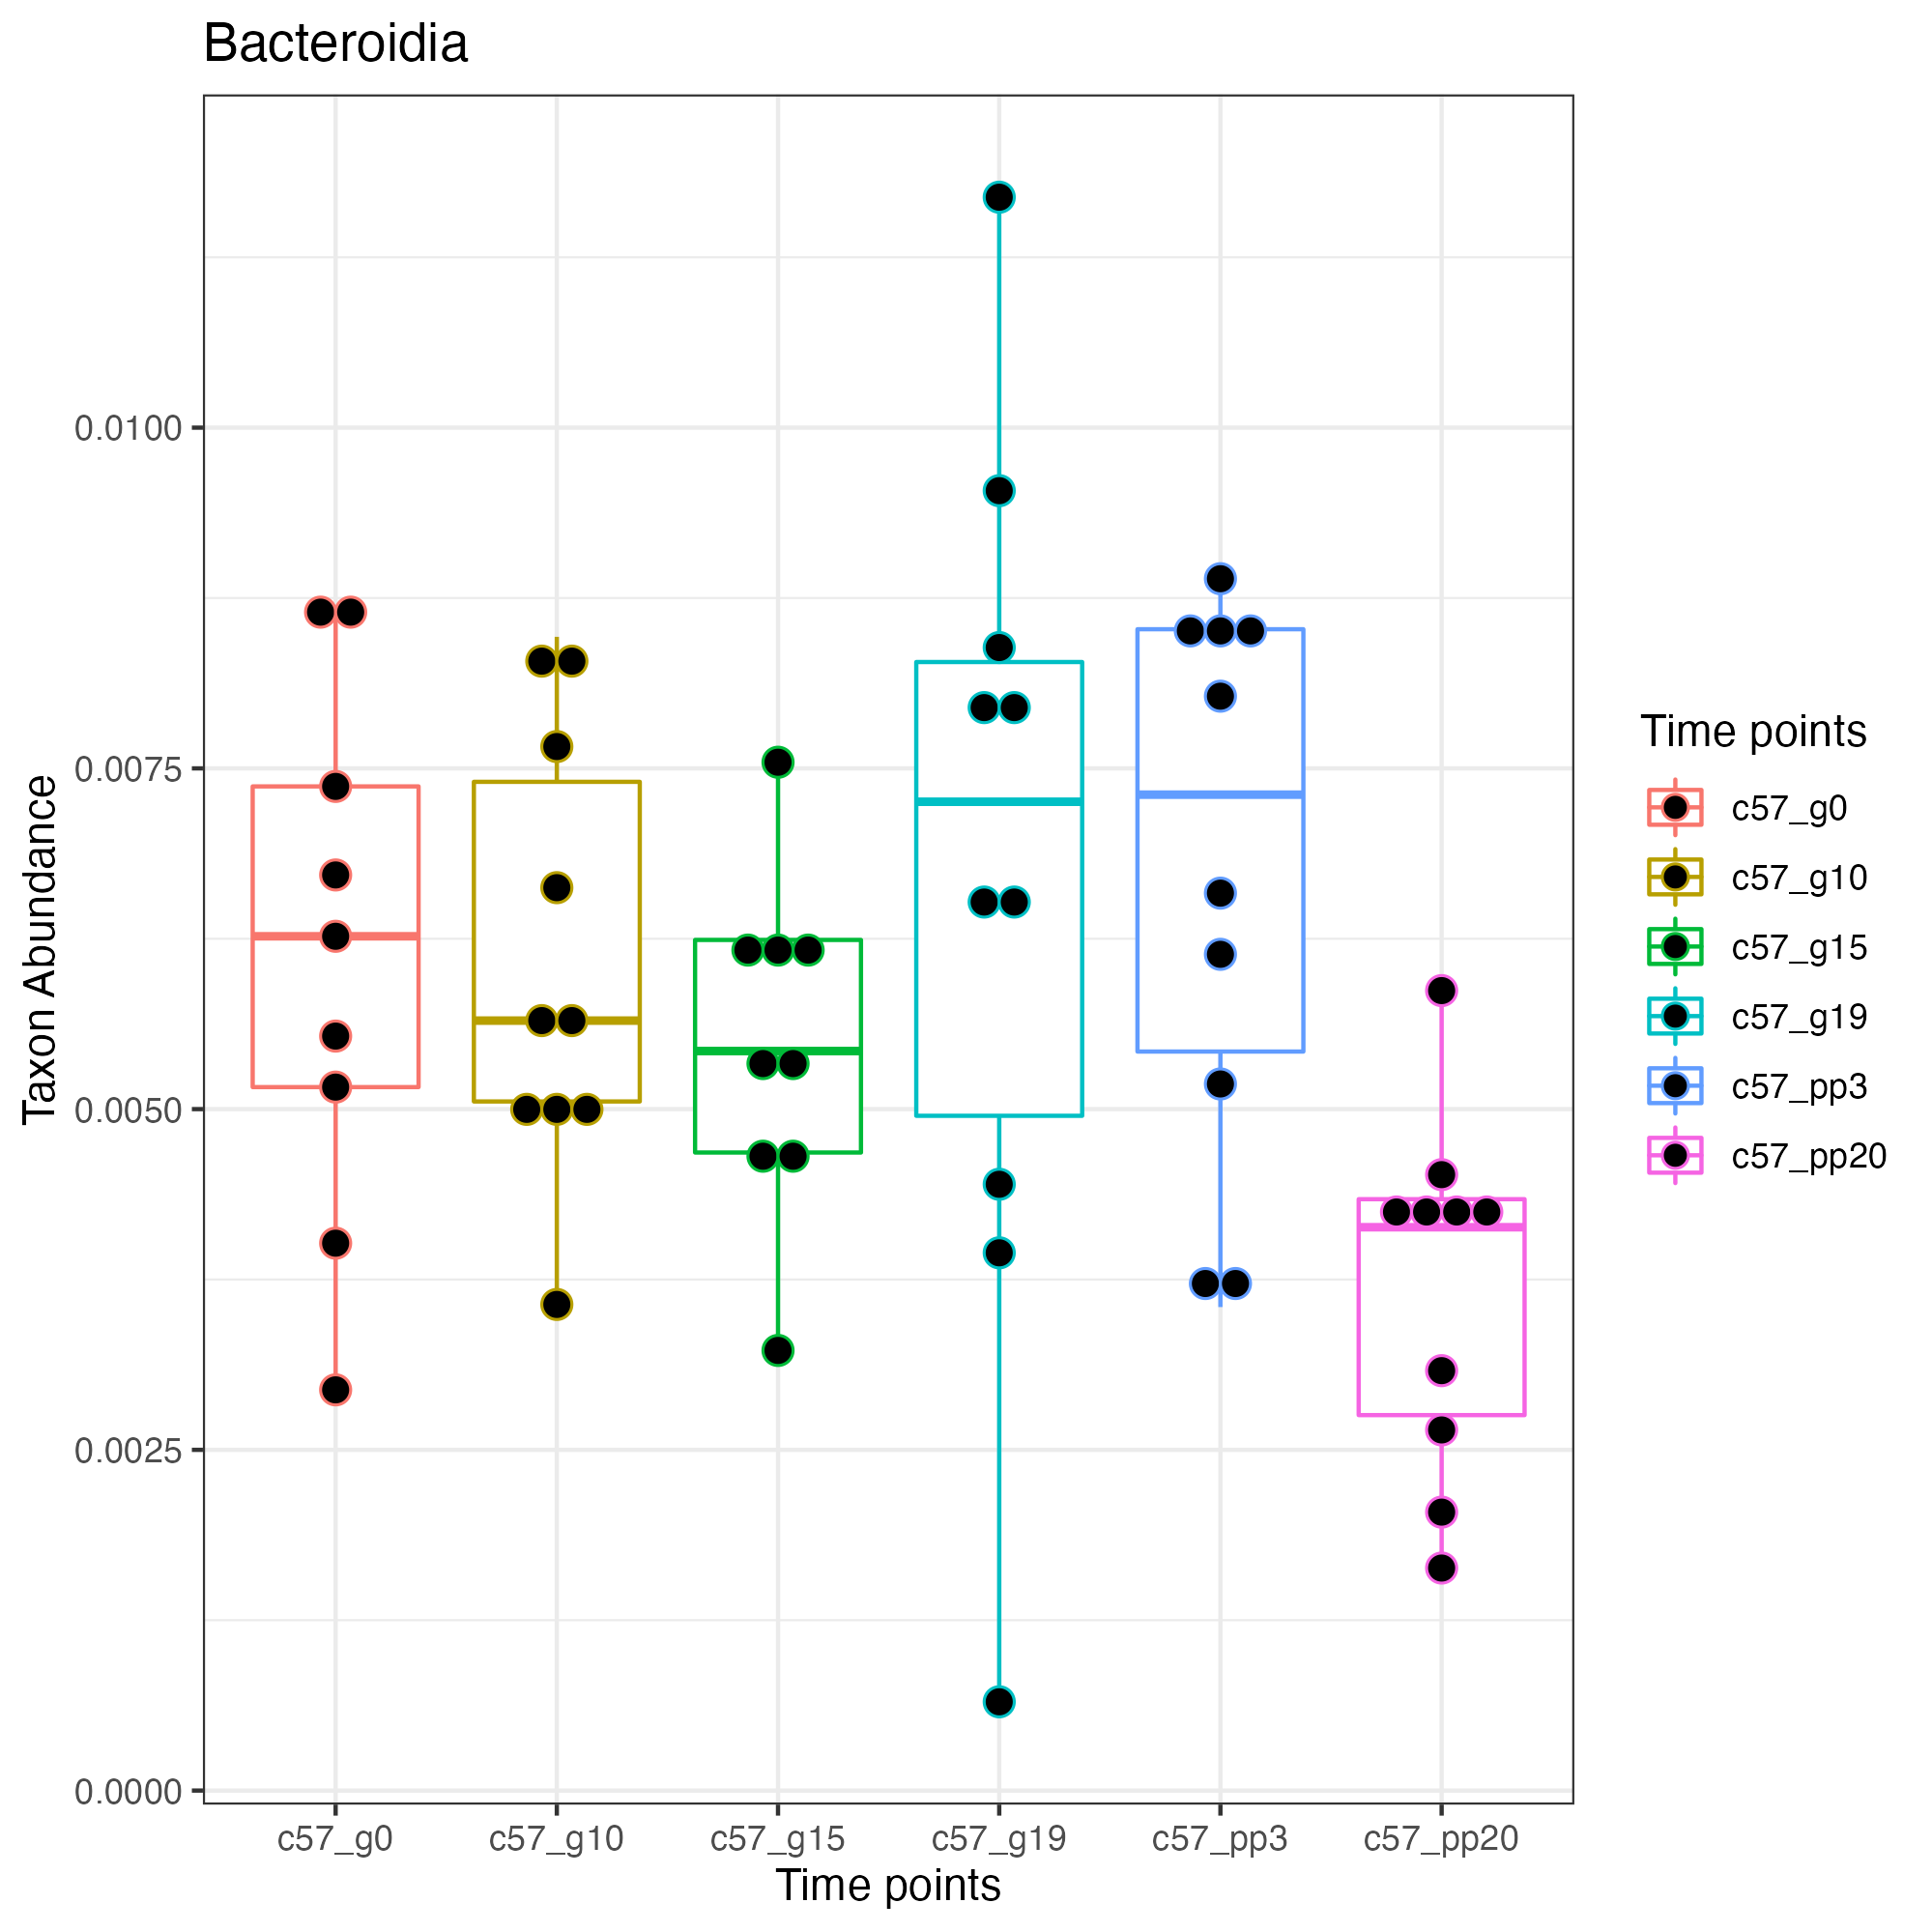 Bacteroidia
Taxon Abundance
0.0100
0.0075
0.0050
0.0025
0.0000
c57_g0
c57_g10
c57_g15
c57_g19
c57_pp3
c57_pp20
Time points
Time points
c57_g0
c57_g10
c57_g15
c57_g19
c57_pp3
c57_pp20